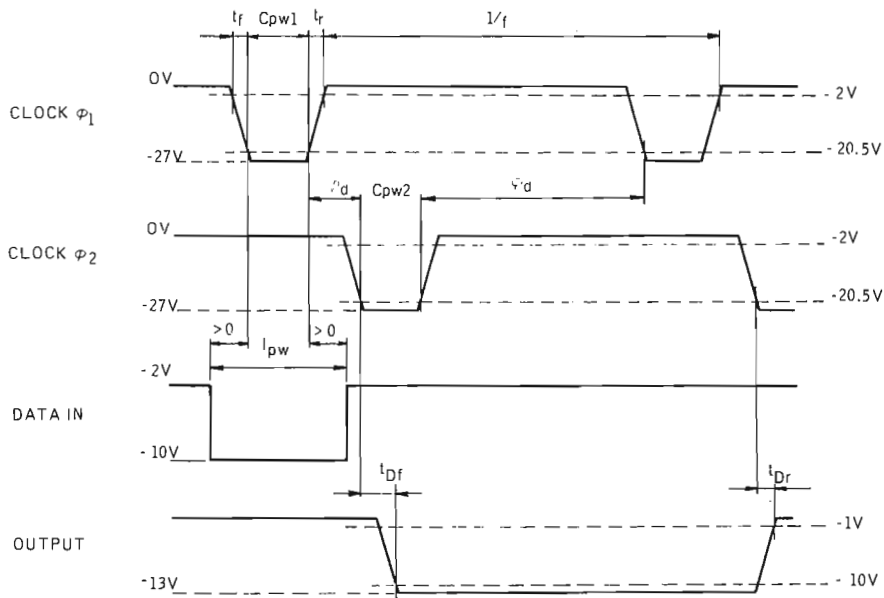 tf Cpw1 tr 1/f
0V
- 2V
CLOCK φ1
-27V
- 20.5V
Cpw2
0V
-2V
CLOCK φ2
-27V
-20.5V
>0 >0
Ipw
- 2V
DATA IN
- 10V
tDf tDr
-1V
OUTPUT
-13V
- 10V